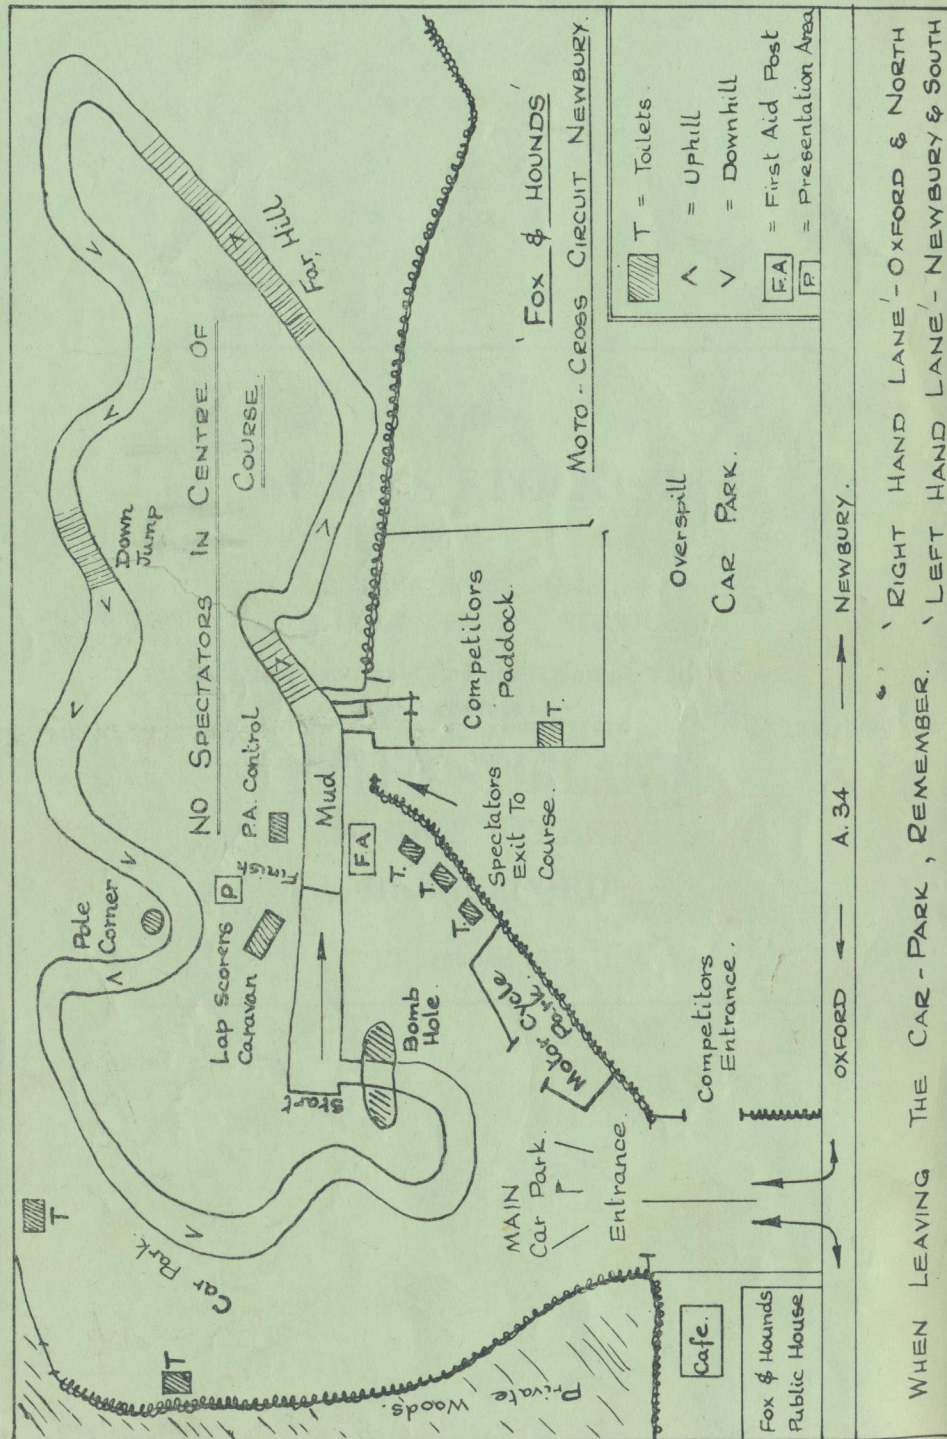 'FOX & HOUNDS'
MOTO-CROSS CIRCUIT NEWBURY.
T = Toilets.
∧ = Uphill
∨ = Downhill
F.A = First Aid Post
P. = Presentation Area
NO SPECTATORS IN CENTRE OF
COURSE.
Far, Hill
Down
Jump
Pole
Corner
Lap Scorers
Caravan
P
P.A. Control
Mud
Start
Bomb
Hole.
F.A
T.
T.
T.
Spectators
Exit To
Course.
Competitors
Paddock.
T.
Overspill
CAR PARK.
Motor Cycle
Park.
Competitors
Entrance.
MAIN
Car Park.
Entrance.
T
Car Park.
T
Private
Woods.
Cafe.
Fox & Hounds
Public House
OXFORD ← A.34 → NEWBURY.
WHEN LEAVING THE CAR-PARK, REMEMBER. 'RIGHT HAND LANE'-OXFORD & NORTH
'LEFT HAND LANE'-NEWBURY & SOUTH